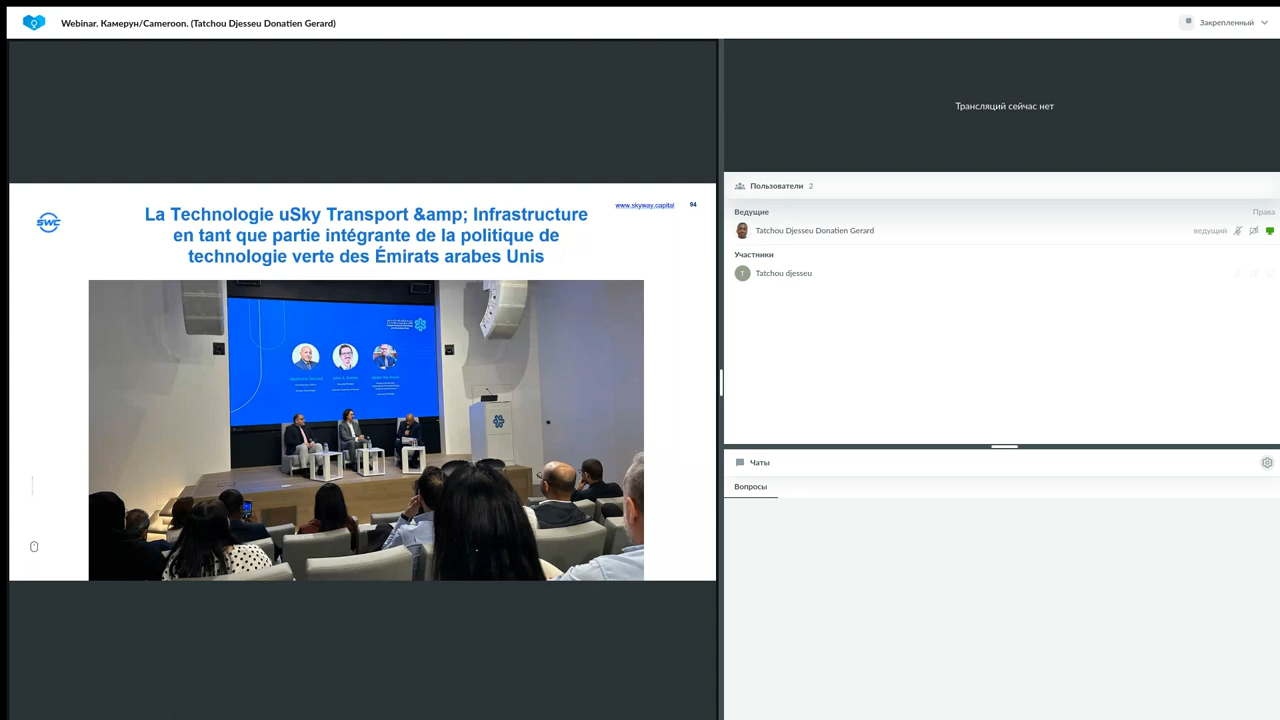 Webinar. Камерун/Cameroon. (Tatchou Djesseu Donatien Gerard)
Закрепленный
SWC
La Technologie uSky Transport &amp; Infrastructure
en tant que partie intégrante de la politique de
technologie verte des Émirats arabes Unis
www.skyway.capital
94
Трансляций сейчас нет
Пользователи 2
Ведущие
Права
Tatchou Djesseu Donatien Gerard
ведущий
Участники
T
Tatchou djesseu
Чаты
Вопросы